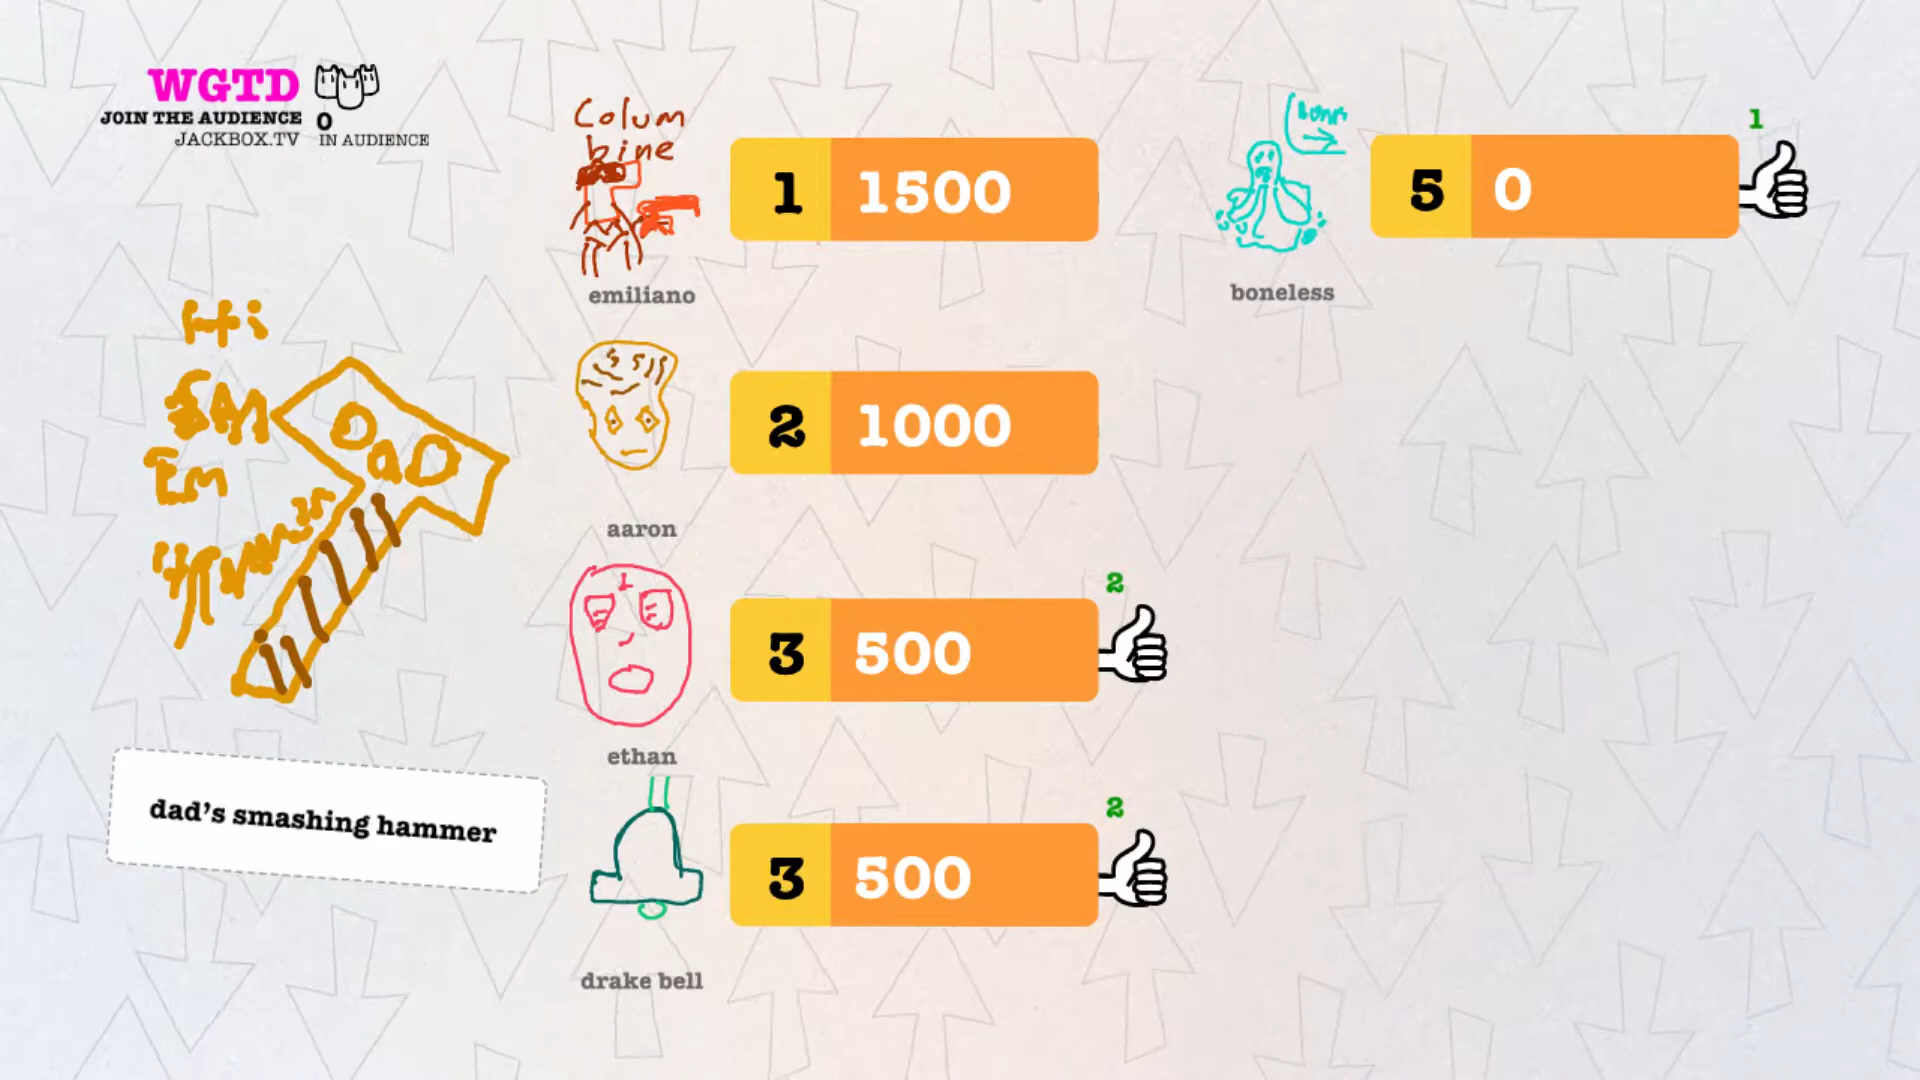 WGTD
JOIN THE AUDIENCE
JACKBOX.TV
0
IN AUDIENCE
Hi
Em
DaD
dad's smashing hammer
Colum
bine
1 1500
emiliano
2 1000
aaron
3 500
2
ethan
3 500
2
drake bell
5 0
1
boneless